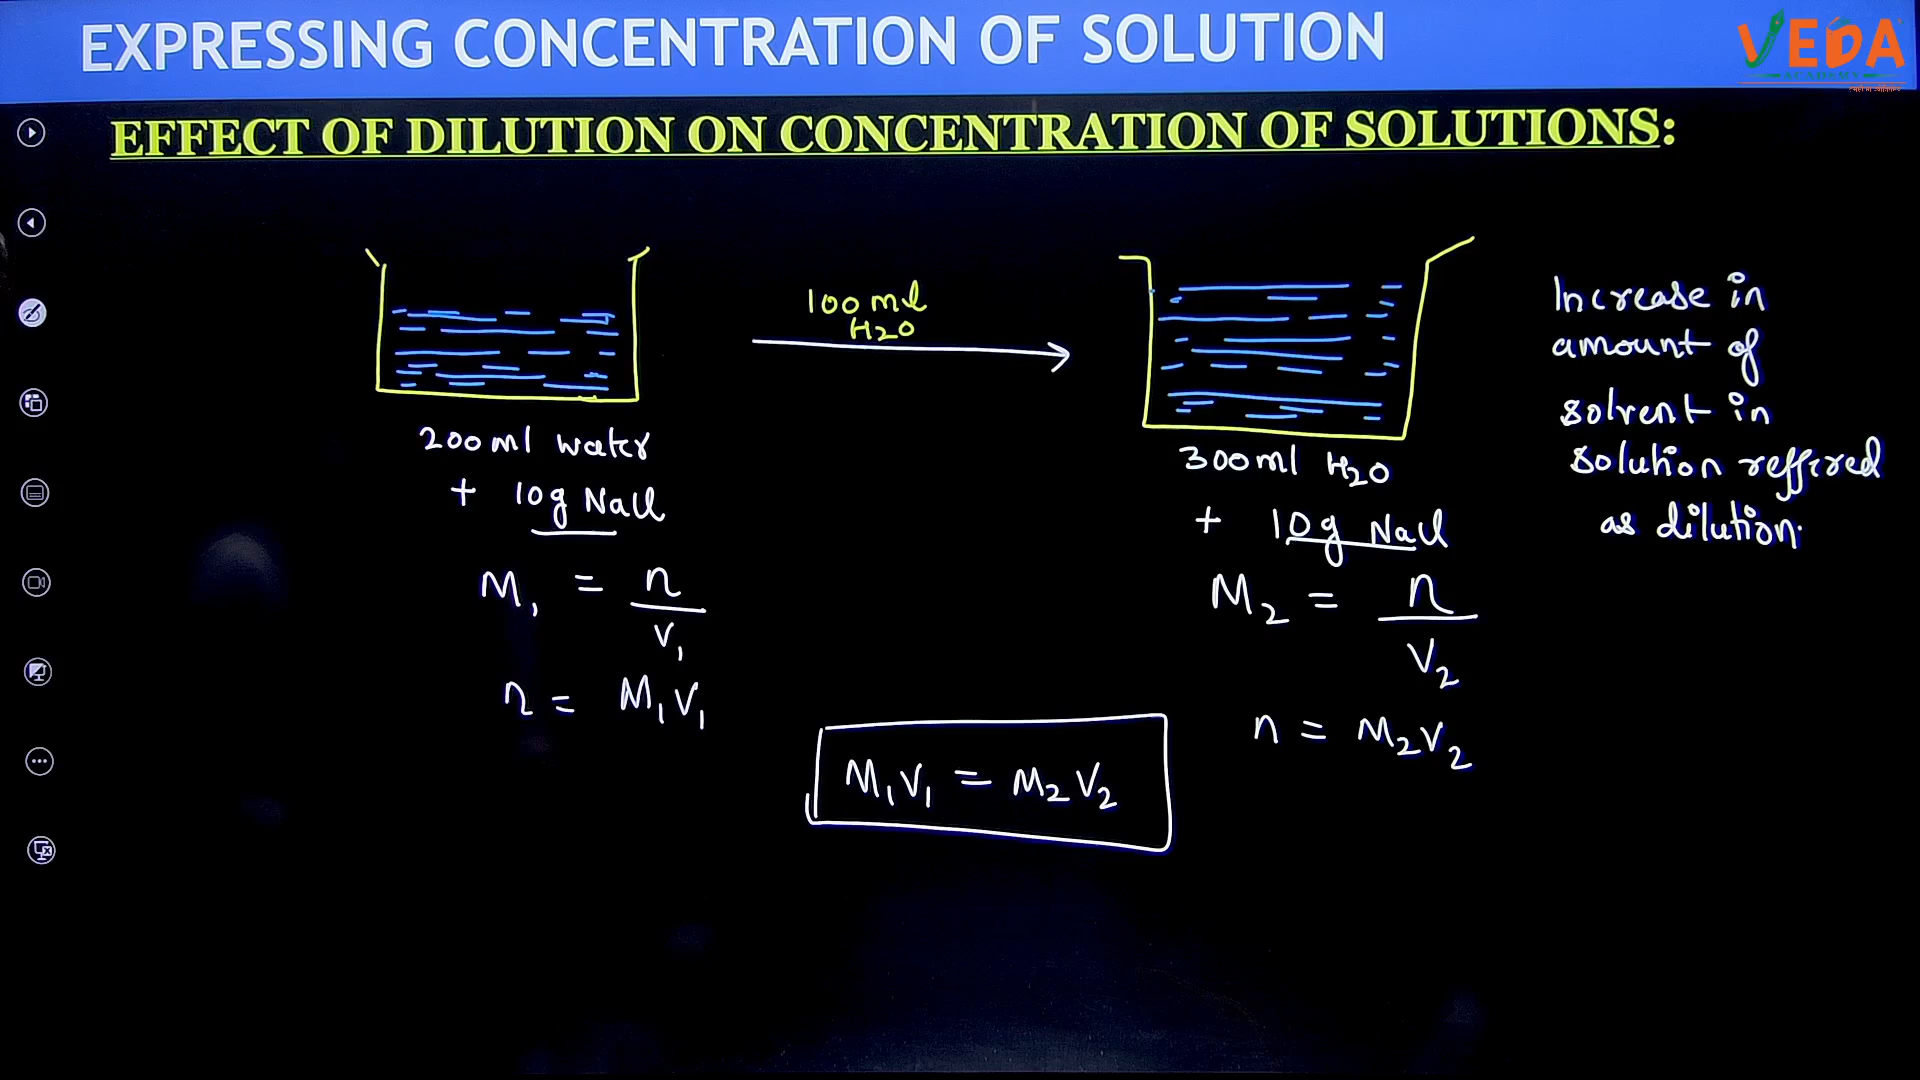 EXPRESSING CONCENTRATION OF SOLUTION
VEDA
ACADEMY
EFFECT OF DILUTION ON CONCENTRATION OF SOLUTIONS:
100 ml
H2O
200 ml water
+ 10g NaCl
M1 = n
V1
n = M1V1
300 ml H2O
+ 10g NaCl
M2 = n
V2
n = M2V2
M1V1 = M2V2
Increase in
amount of
solvent in
solution reffered
as dilution.